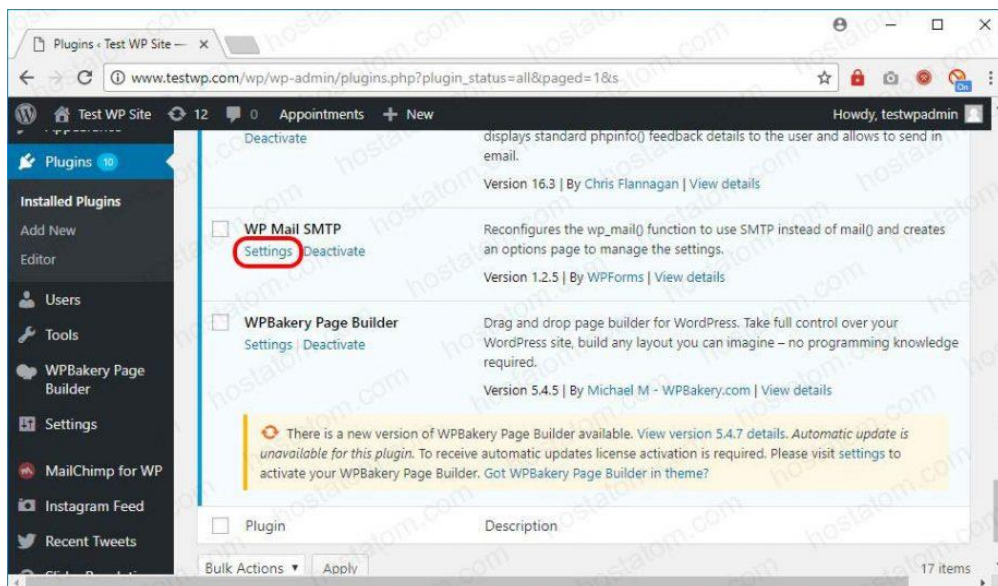 Plugins ‹ Test WP Site —
www.testwp.com/wp/wp-admin/plugins.php?plugin_status=all&paged=1&s
On
Test WP Site 12 0 Appointments + New Howdy, testwpadmin
Appearance
Plugins 10
Installed Plugins
Add New
Editor
Users
Tools
WPBakery Page
Builder
Settings
MailChimp for WP
Instagram Feed
Recent Tweets
Deactivate
displays standard phpinfo() feedback details to the user and allows to send in
email.
Version 16.3 | By Chris Flannagan | View details
WP Mail SMTP
Settings | Deactivate
Reconfigures the wp_mail() function to use SMTP instead of mail() and creates
an options page to manage the settings.
Version 1.2.5 | By WPForms | View details
WPBakery Page Builder
Settings | Deactivate
Drag and drop page builder for WordPress. Take full control over your
WordPress site, build any layout you can imagine – no programming knowledge
required.
Version 5.4.5 | By Michael M - WPBakery.com | View details
There is a new version of WPBakery Page Builder available. View version 5.4.7 details. Automatic update is
unavailable for this plugin. To receive automatic updates license activation is required. Please visit settings to
activate your WPBakery Page Builder. Got WPBakery Page Builder in theme?
Plugin Description
Bulk Actions Apply 17 items
hostatom.com